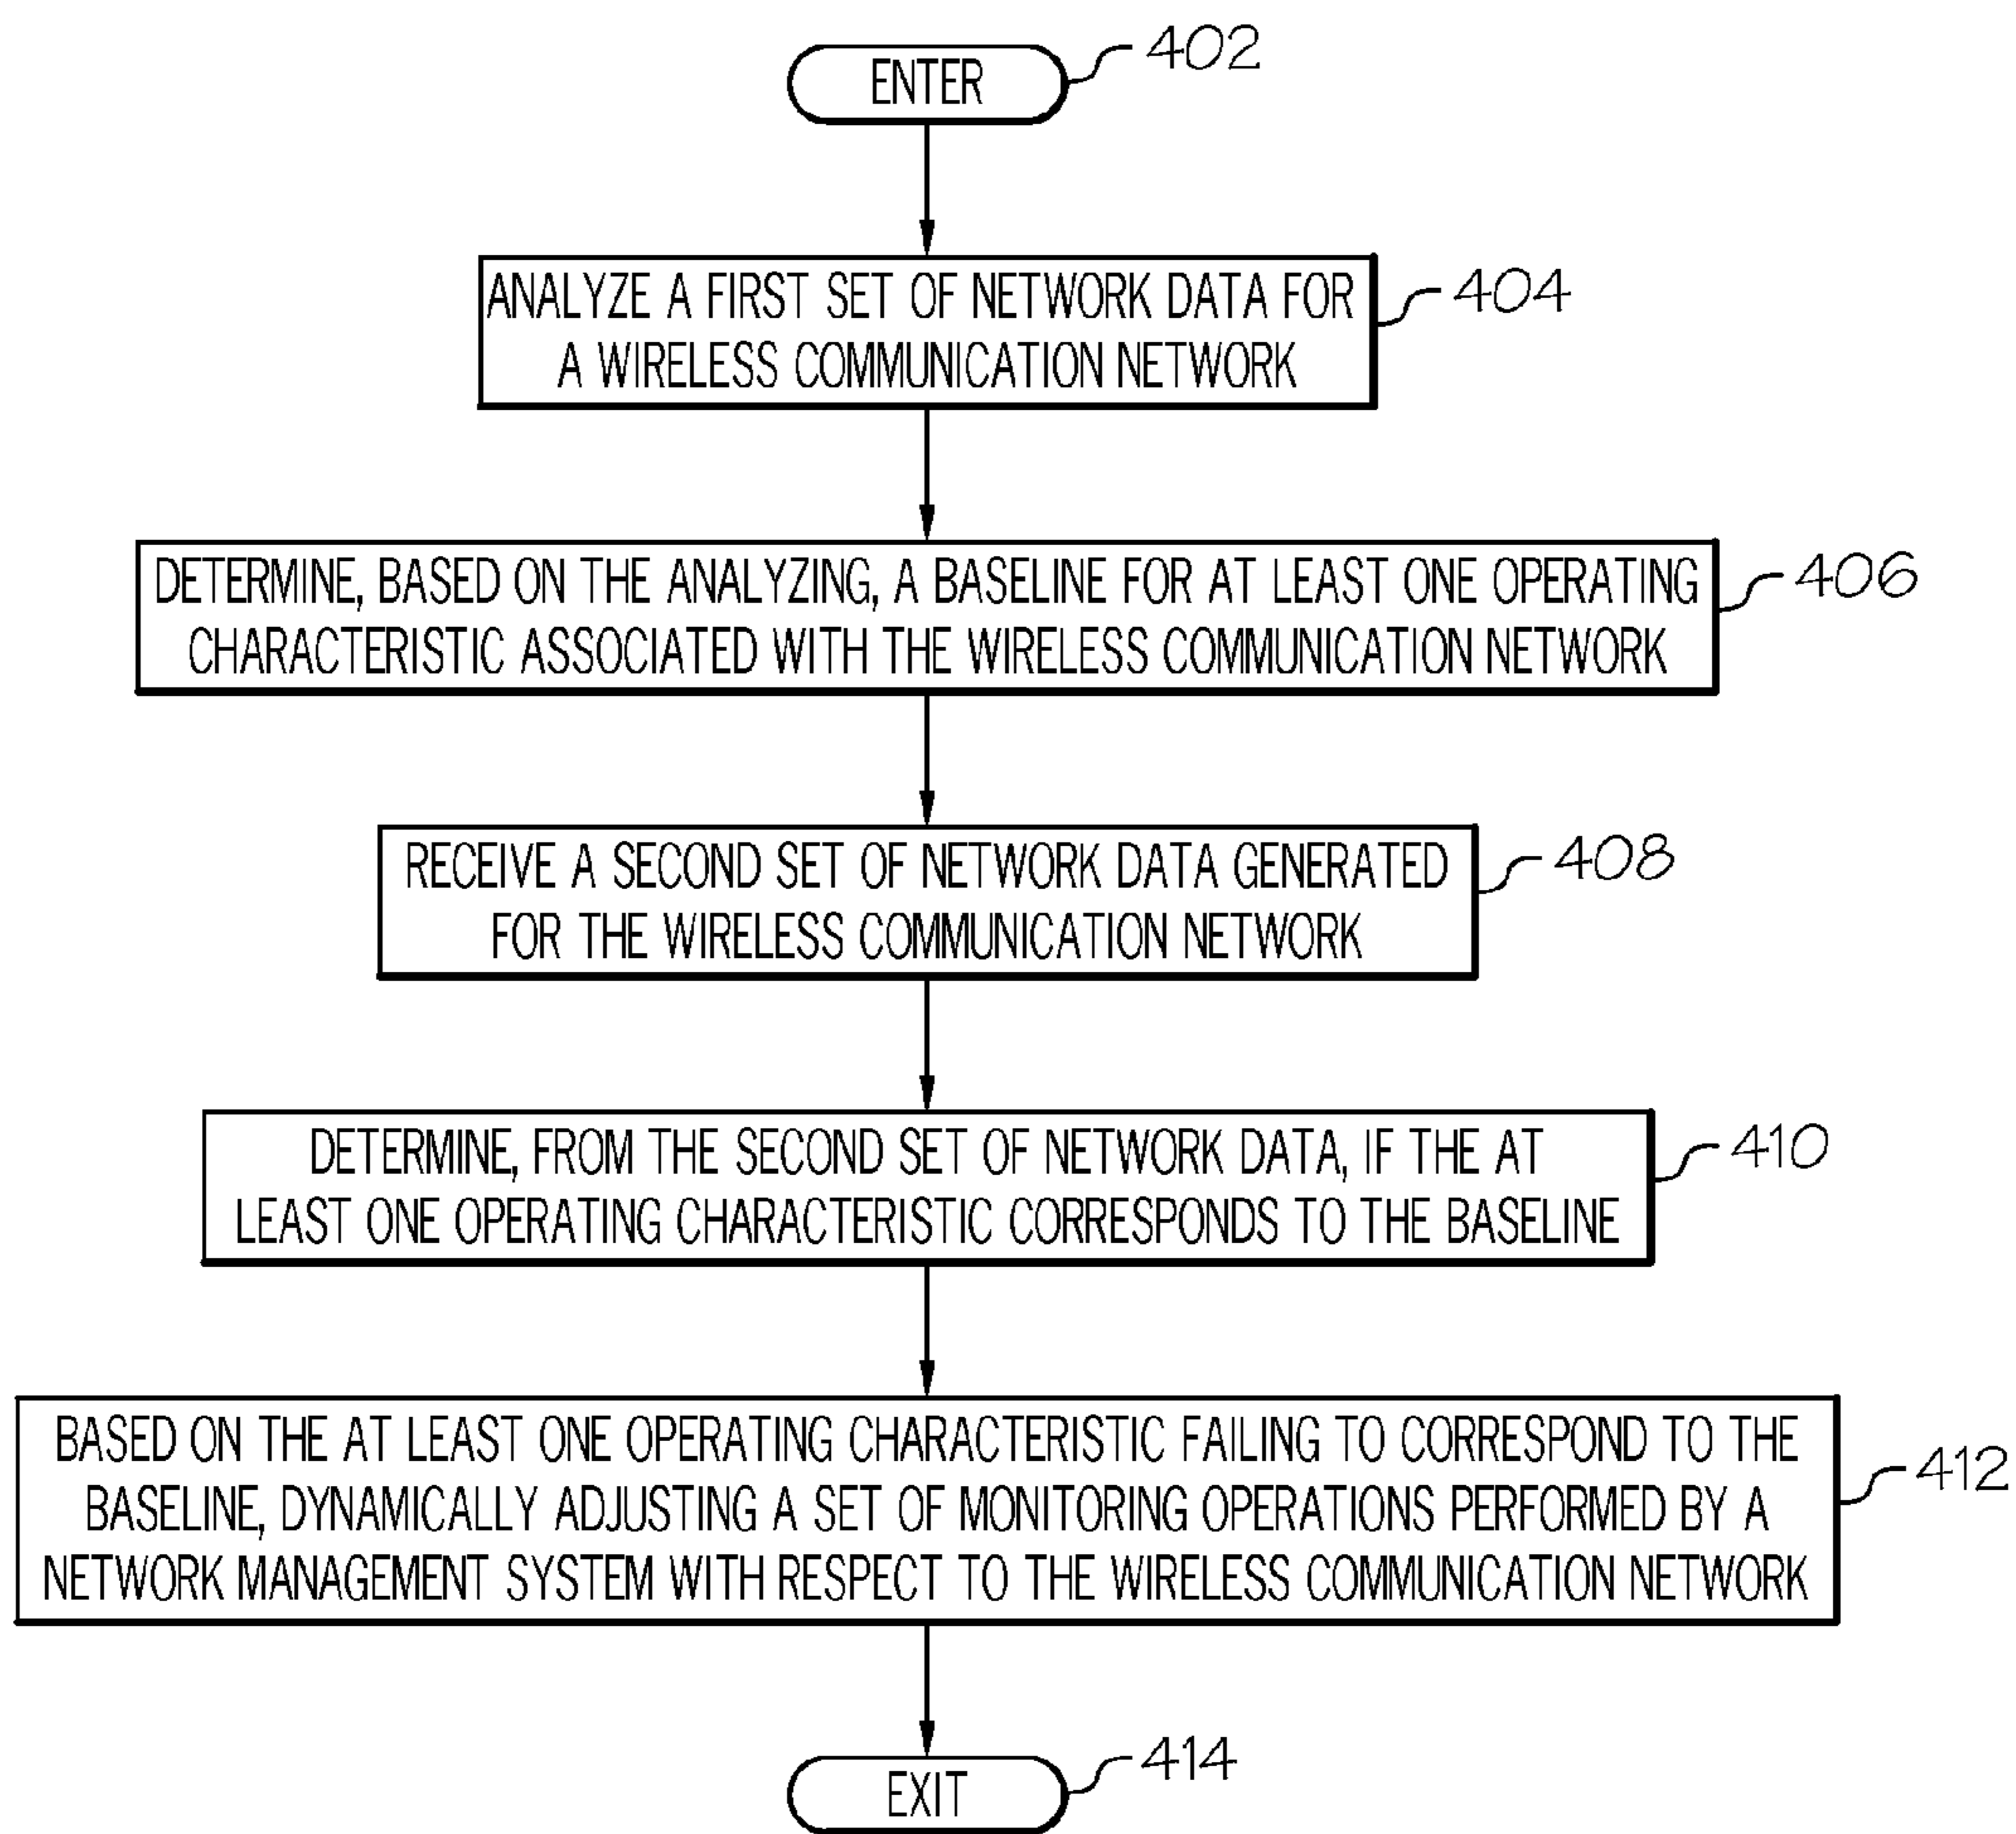 ENTER
402
ANALYZE A FIRST SET OF NETWORK DATA FOR
A WIRELESS COMMUNICATION NETWORK
404
DETERMINE, BASED ON THE ANALYZING, A BASELINE FOR AT LEAST ONE OPERATING
CHARACTERISTIC ASSOCIATED WITH THE WIRELESS COMMUNICATION NETWORK
406
RECEIVE A SECOND SET OF NETWORK DATA GENERATED
FOR THE WIRELESS COMMUNICATION NETWORK
408
DETERMINE, FROM THE SECOND SET OF NETWORK DATA, IF THE AT
LEAST ONE OPERATING CHARACTERISTIC CORRESPONDS TO THE BASELINE
410
BASED ON THE AT LEAST ONE OPERATING CHARACTERISTIC FAILING TO CORRESPOND TO THE
BASELINE, DYNAMICALLY ADJUSTING A SET OF MONITORING OPERATIONS PERFORMED BY A
NETWORK MANAGEMENT SYSTEM WITH RESPECT TO THE WIRELESS COMMUNICATION NETWORK
412
EXIT
414